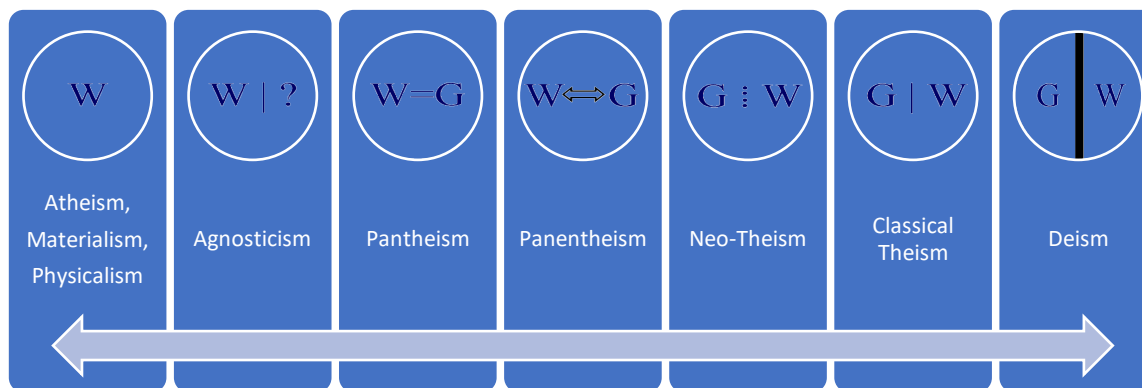 W
W | ?
W=G
W⇔G
G ⁞ W
G | W
G | W
Atheism,
Materialism,
Physicalism
Agnosticism
Pantheism
Panentheism
Neo-Theism
Classical
Theism
Deism